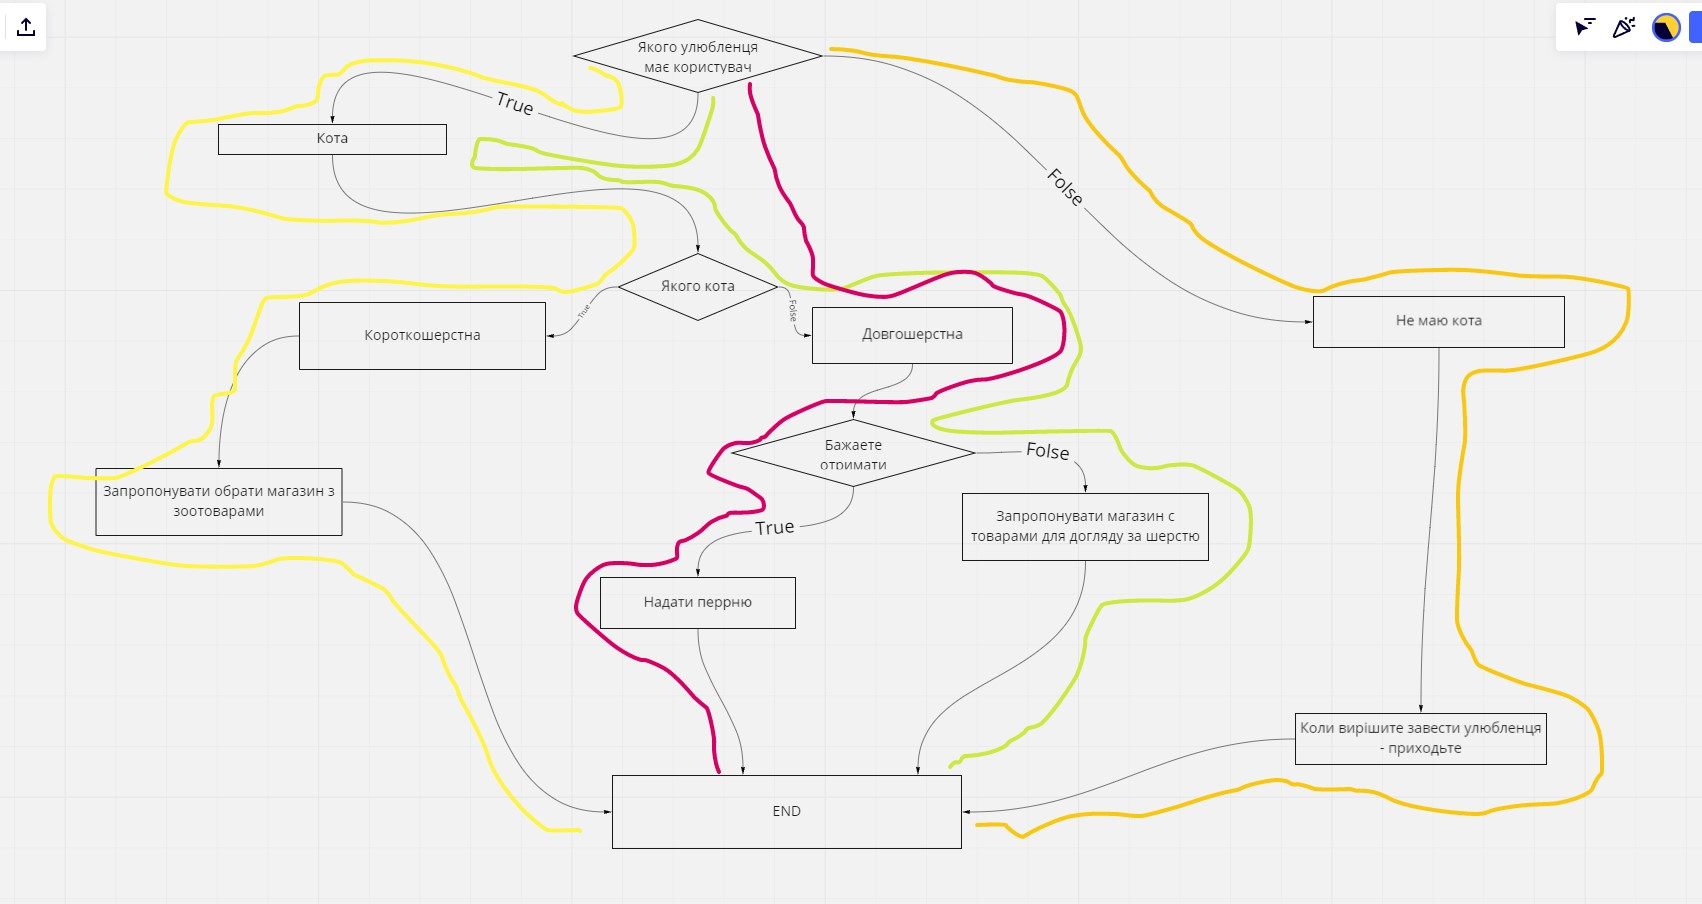 Якого улюбленця
має користувач
True
Кота
Folse
Якого кота
True
Folse
Короткошерстна
Довгошерстна
Не маю кота
Бажаете
отримати
Folse
True
Запропонувати обрати магазин з
зоотоварами
Запропонувати магазин с
товарами для догляду за шерстю
Надати перрню
Коли вирішите завести улюбленця
- приходьте
END